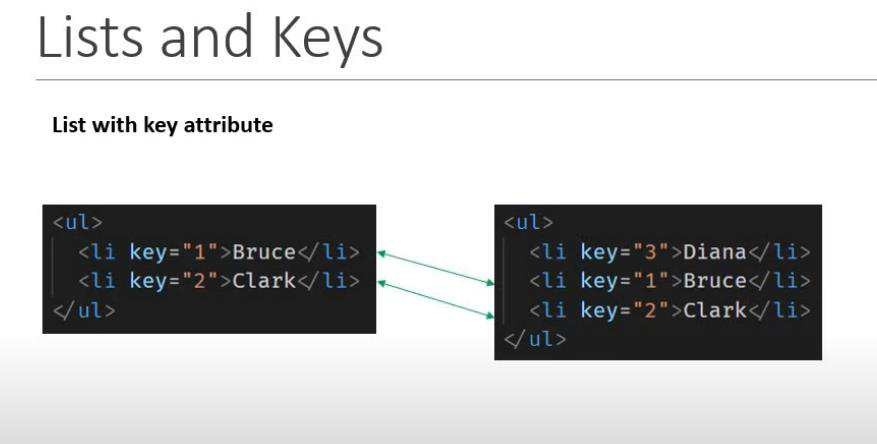 Lists and Keys
List with key attribute
<ul>
<li key="1">Bruce</li>
<li key="2">Clark</li>
</ul>
<ul>
<li key="3">Diana</li>
<li key="1">Bruce</li>
<li key="2">Clark</li>
</ul>